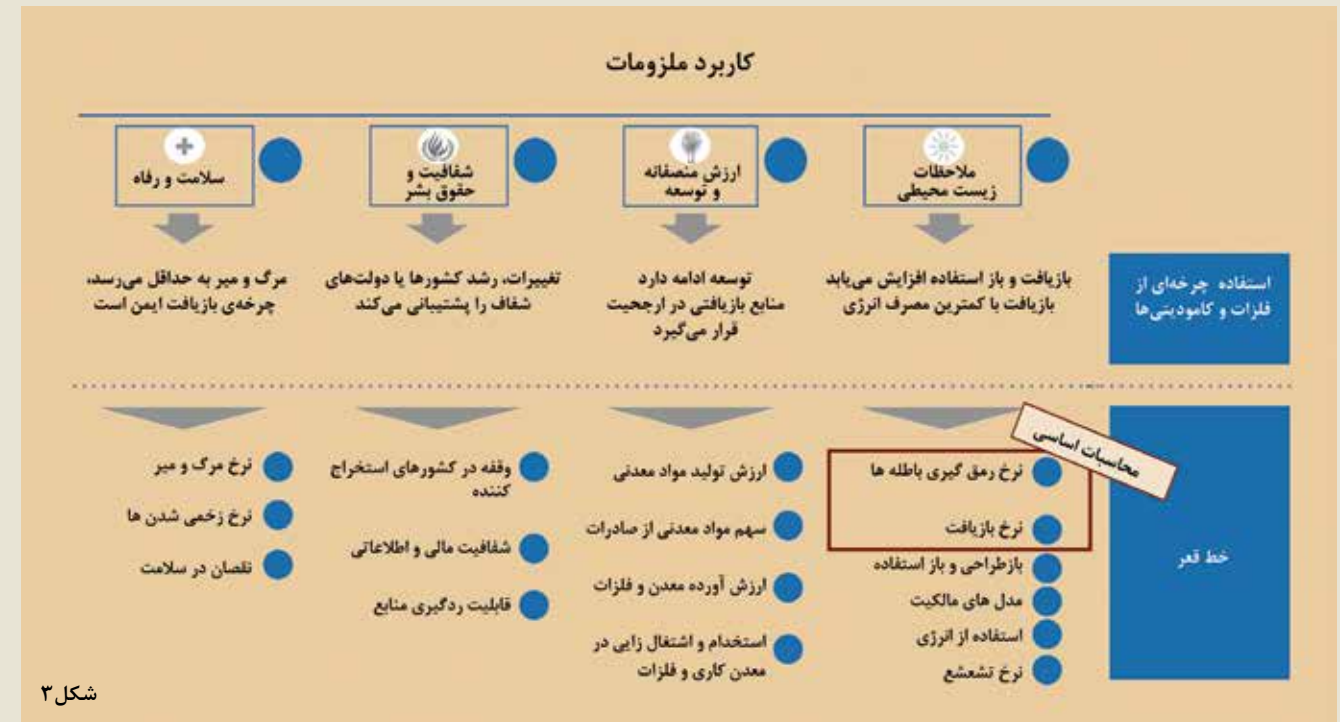 کاربرد ملزومات
ملاحظات
زیست محیطی
ارزش منصفانه
و توسعه
شفافیت و
حقوق بشر
سلامت و رفاه
استفاده چرخه‌ای از
فلزات و کامودیتی‌ها
بازیافت و باز استفاده افزایش می‌یابد
بازیافت با کمترین مصرف انرژی
توسعه ادامه دارد
منابع بازیافتی در ارجحیت
قرار می‌گیرد
تغییرات، رشد کشورها یا دولت‌های
شفاف را پشتیبانی می‌کند
مرگ و میر به حداقل می‌رسد،
چرخه‌ی بازیافت ایمن است
خط قعر
محاسبات اساسی
نرخ رمق گیری باطله ها
نرخ بازیافت
بازطراحی و باز استفاده
مدل های مالکیت
استفاده از انرژی
نرخ تشعشع
ارزش تولید مواد معدنی
سهم مواد معدنی از صادرات
ارزش آورده معدن و فلزات
استخدام و اشتغال زایی در
معدن کاری و فلزات
وقفه در کشورهای استخراج
کننده
شفافیت مالی و اطلاعاتی
قابلیت ردگیری منابع
نرخ مرگ و میر
نرخ زخمی شدن ها
نقصان در سلامت
شکل۳